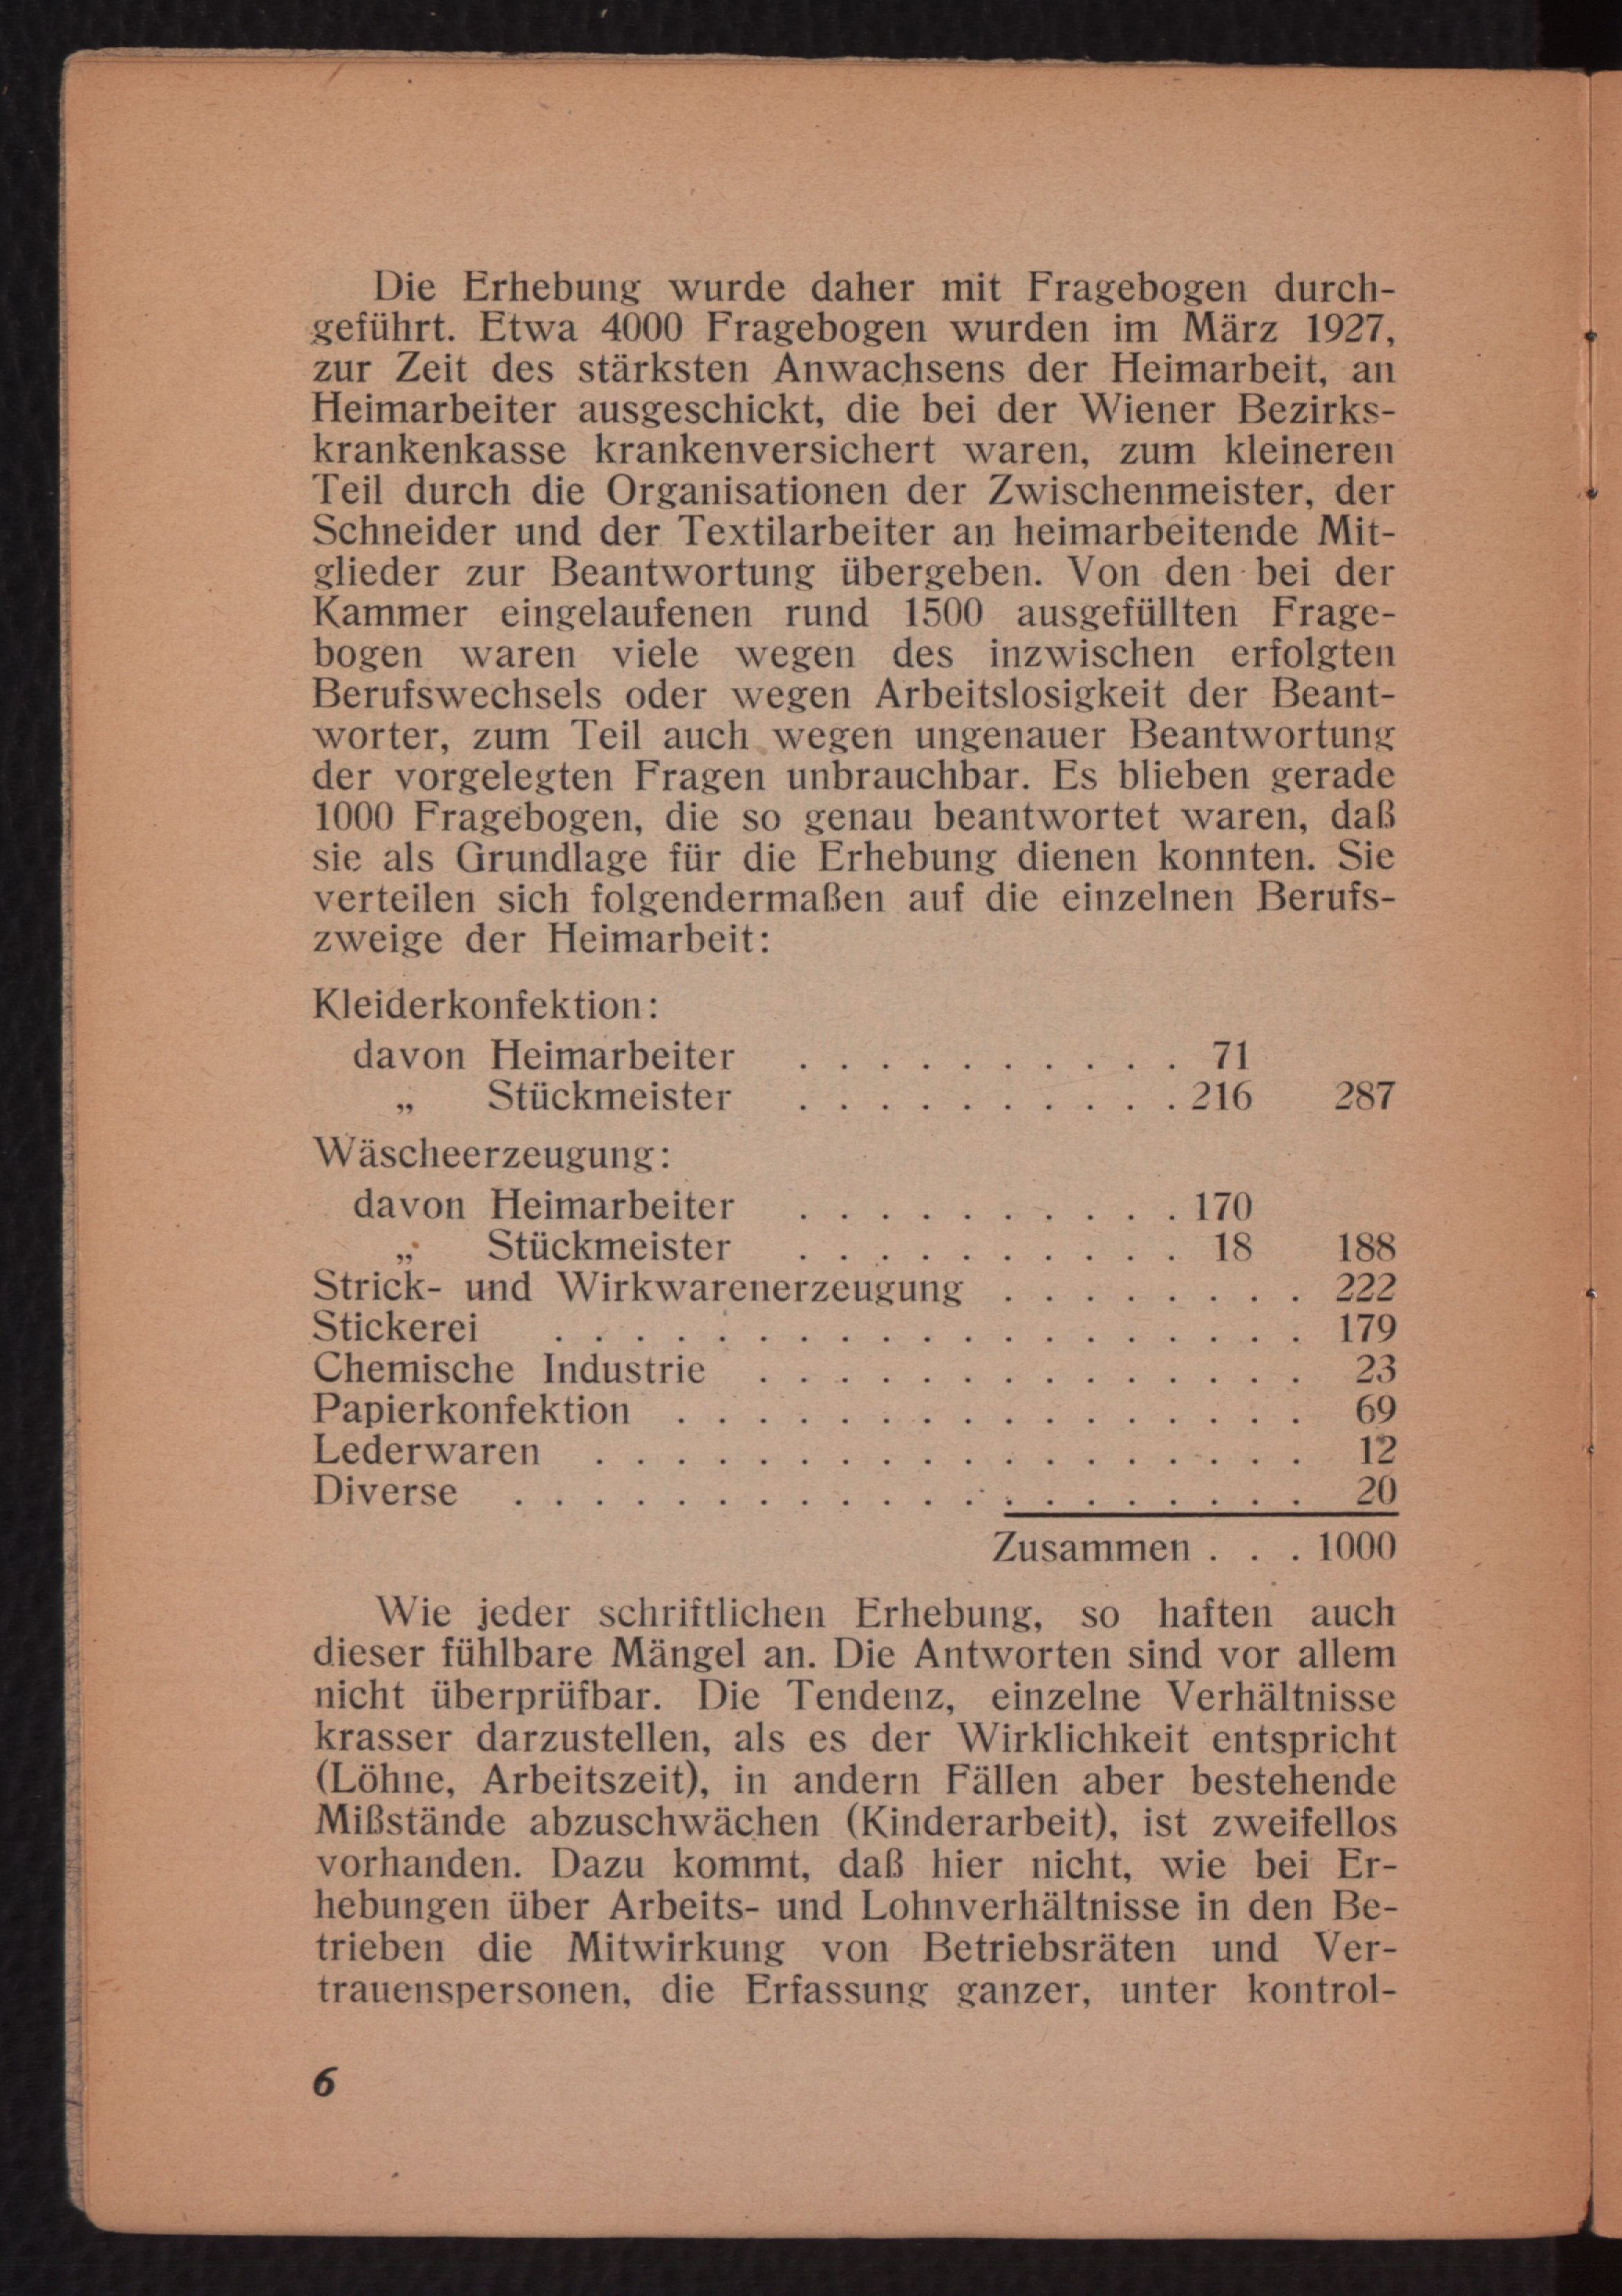 Die Erhebung wurde daher mit Fragebogen durch-
geführt. Etwa 4000 Fragebogen wurden im März 1927,
zur Zeit des stärksten Anwachsens der Heimarbeit, an
Heimarbeiter ausgeschickt, die bei der Wiener Bezirks-
krankenkasse krankenversichert waren, zum kleineren
Teil durch die Organisationen der Zwischenmeister, der
Schneider und der Textilarbeiter an heimarbeitende Mit-
glieder zur Beantwortung übergeben. Von den bei der
Kammer eingelaufenen rund 1500 ausgefüllten Frage-
bogen waren viele wegen des inzwischen erfolgten
Berufswechsels oder wegen Arbeitslosigkeit der Beant-
worter, zum Teil auch wegen ungenauer Beantwortung
der vorgelegten Fragen unbrauchbar. Es blieben gerade
1000 Fragebogen, die so genau beantwortet waren, daß
sie als Grundlage für die Erhebung dienen konnten. Sie
verteilen sich folgendermaßen auf die einzelnen Berufs-
zweige der Heimarbeit:
Kleiderkonfektion:
davon Heimarbeiter . . . . . . . . . . 71
„ Stückmeister . . . . . . . . . . 216 287
Wäscheerzeugung:
davon Heimarbeiter . . . . . . . . . . 170
„ Stückmeister . . . . . . . . . . 18 188
Strick- und Wirkwarenerzeugung . . . . . . . . 222
Stickerei . . . . . . . . . . . . . . . . . . . 179
Chemische Industrie . . . . . . . . . . . . . . 23
Papierkonfektion . . . . . . . . . . . . . . . . 69
Lederwaren . . . . . . . . . . . . . . . . . . 12
Diverse . . . . . . . . . . . . . . . . . . . . 20
Zusammen . . . 1000
Wie jeder schriftlichen Erhebung, so haften auch
dieser fühlbare Mängel an. Die Antworten sind vor allem
nicht überprüfbar. Die Tendenz, einzelne Verhältnisse
krasser darzustellen, als es der Wirklichkeit entspricht
(Löhne, Arbeitszeit), in andern Fällen aber bestehende
Mißstände abzuschwächen (Kinderarbeit), ist zweifellos
vorhanden. Dazu kommt, daß hier nicht, wie bei Er-
hebungen über Arbeits- und Lohnverhältnisse in den Be-
trieben die Mitwirkung von Betriebsräten und Ver-
trauenspersonen, die Erfassung ganzer, unter kontrol-
6